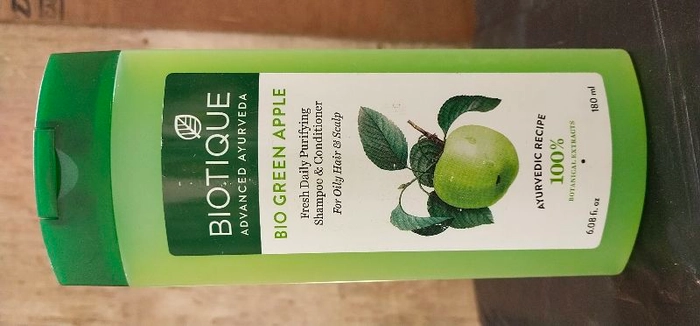 BIOTIQUE
ADVANCED AYURVEDA
BIO GREEN APPLE
Fresh Daily Purifying
Shampoo & Conditioner
For Oily Hair & Scalp
AYURVEDIC RECIPE
100%
BOTANICAL EXTRACTS
6.08 fl. oz
180 ml